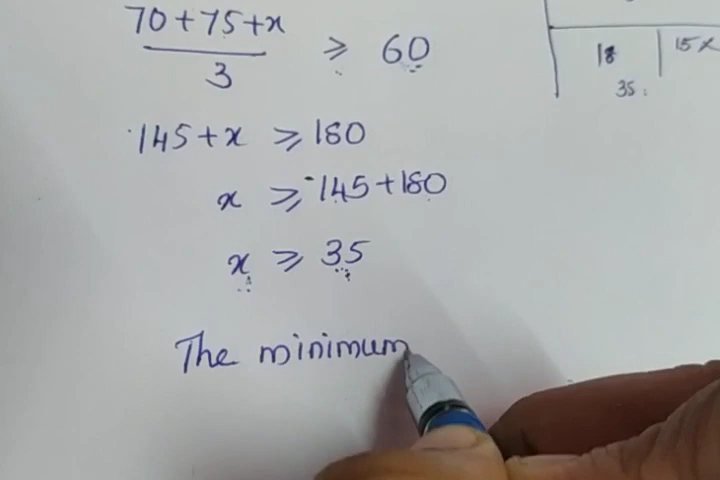 70+75+x
3
≥ 60
145+x ≥ 180
x ≥ -145+180
x ≥ 35
The minimum
18
15x
35